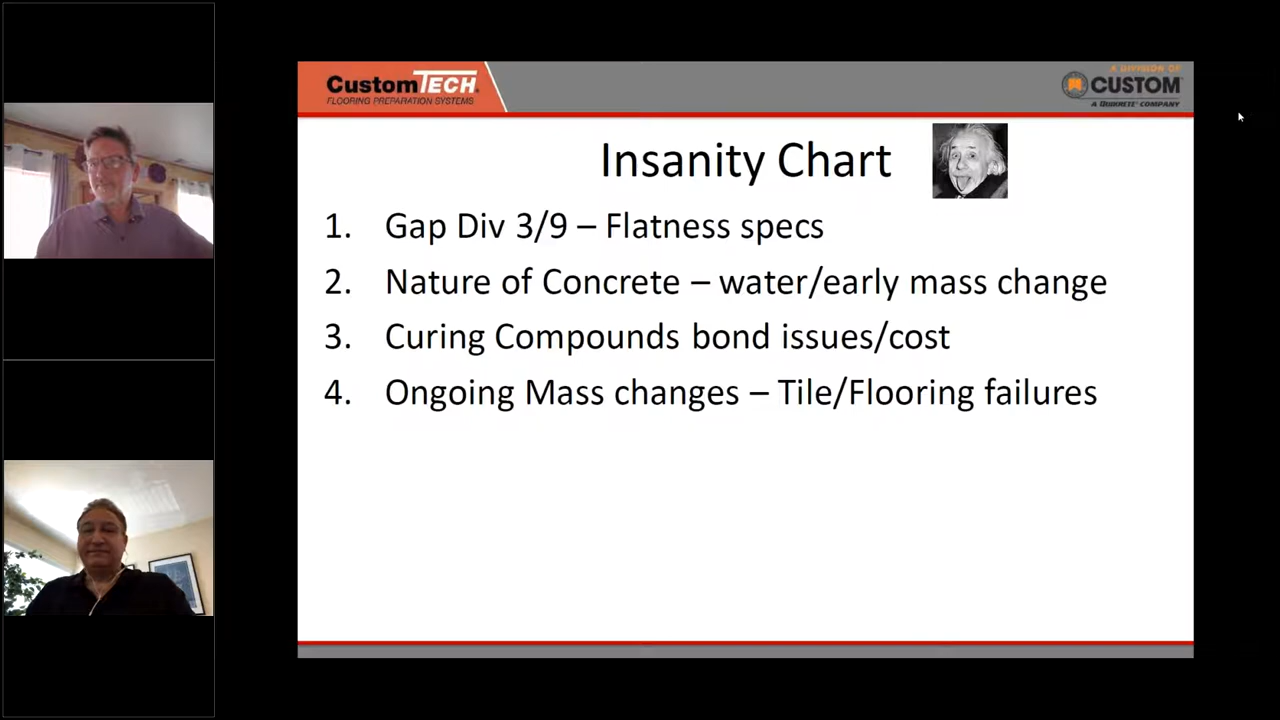 CustomTECH
FLOORING PREPARATION SYSTEMS
A DIVISION OF
CUSTOM
A QUIKRETE COMPANY
Insanity Chart
1. Gap Div 3/9 – Flatness specs
2. Nature of Concrete – water/early mass change
3. Curing Compounds bond issues/cost
4. Ongoing Mass changes – Tile/Flooring failures